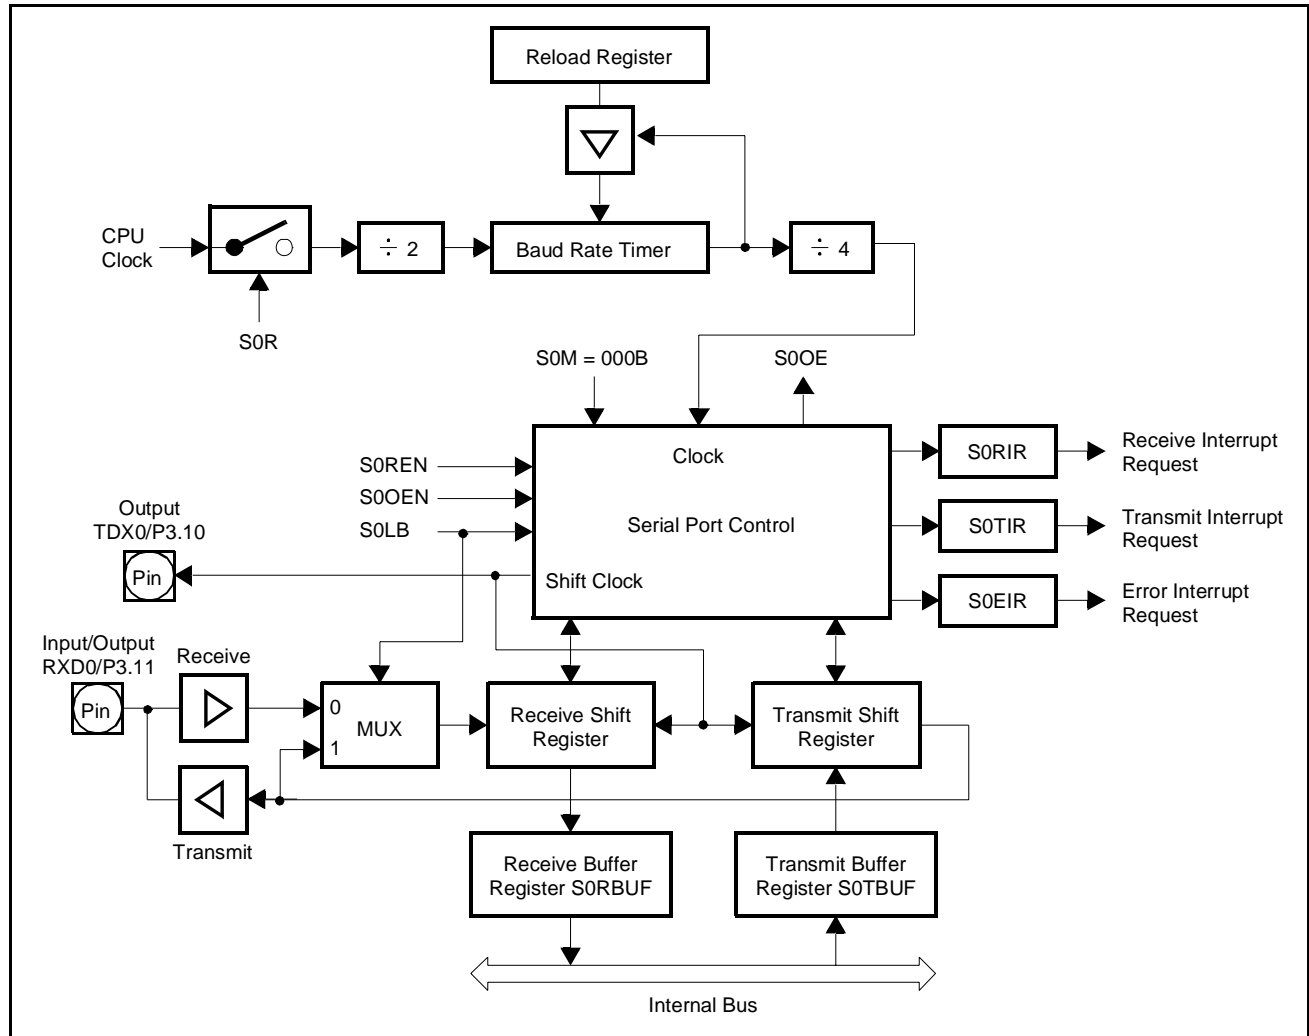 Reload Register
CPU
Clock
÷ 2
Baud Rate Timer
÷ 4
S0R
S0M = 000B
S0OE
Clock
S0REN
S0OEN
S0LB
Serial Port Control
Shift Clock
S0RIR
Receive Interrupt
Request
S0TIR
Transmit Interrupt
Request
S0EIR
Error Interrupt
Request
Output
TDX0/P3.10
Pin
Input/Output
RXD0/P3.11
Pin
Receive
0
MUX
1
Receive Shift
Register
Transmit Shift
Register
Transmit
Receive Buffer
Register S0RBUF
Transmit Buffer
Register S0TBUF
Internal Bus